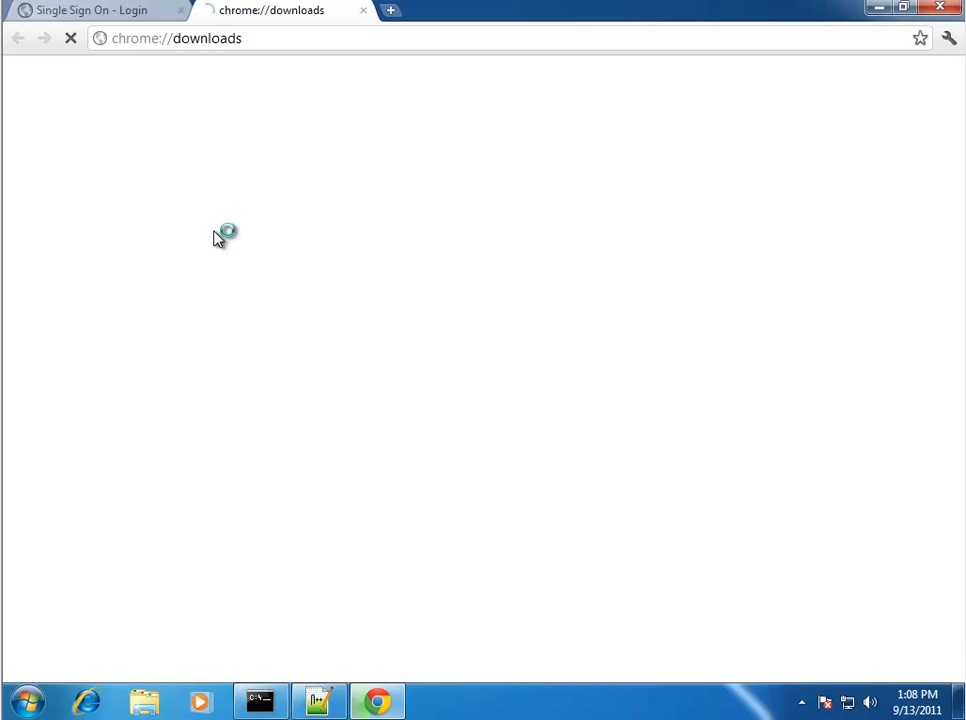 Single Sign On - Login
chrome://downloads
chrome://downloads
C:\_
n++
1:08 PM
9/13/2011